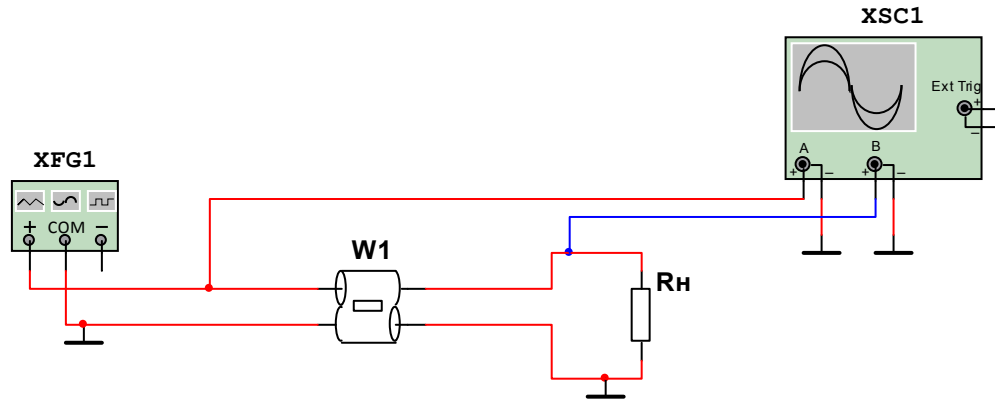 XSC1
Ext Trig
+
−
A
B
+ − + −
XFG1
+ COM −
W1
Rн